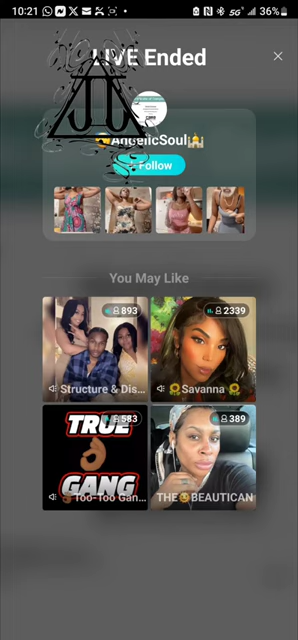 10:21
5G
36%
LIVE Ended
AngelicSoul
Follow
You May Like
893
2339
Structure & Dis...
Savanna
TRUE
583
389
GANG
Too-Too Gan...
THE BEAUTICAN